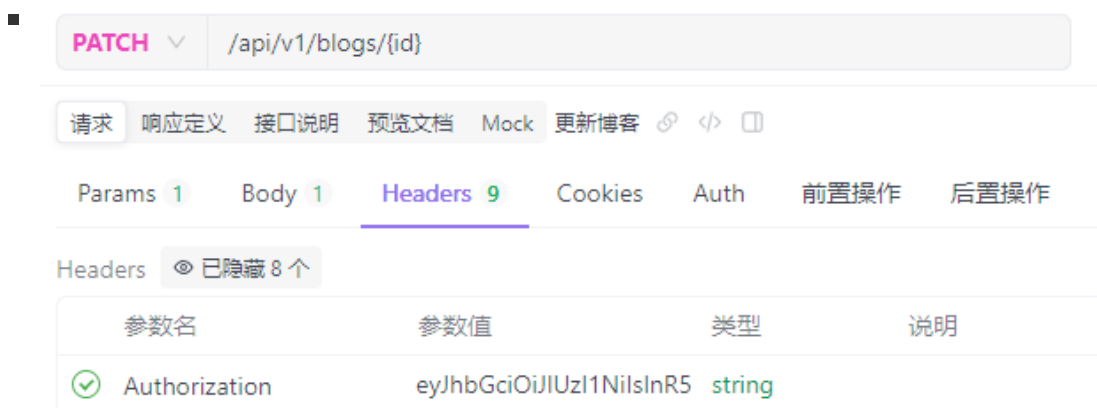 PATCH /api/v1/blogs/{id}
请求 响应定义 接口说明 预览文档 Mock 更新博客
Params 1 Body 1 Headers 9 Cookies Auth 前置操作 后置操作
Headers 已隐藏 8 个
参数名 参数值 类型 说明
Authorization eyJhbGciOiJIUzI1NiIsInR5 string